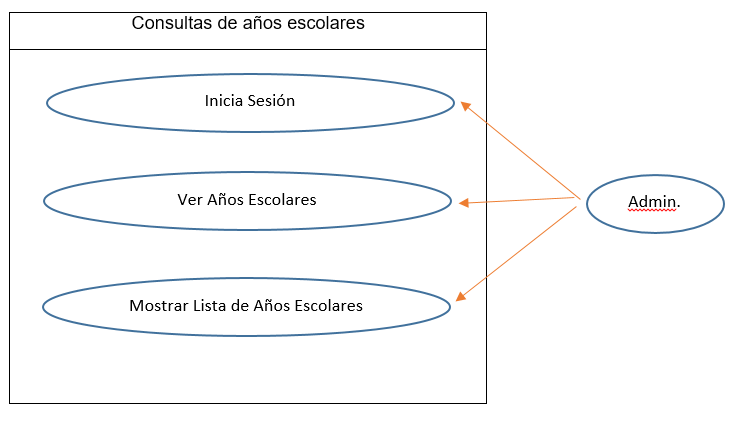 Consultas de años escolares
Inicia Sesión
Ver Años Escolares
Admin.
Mostrar Lista de Años Escolares